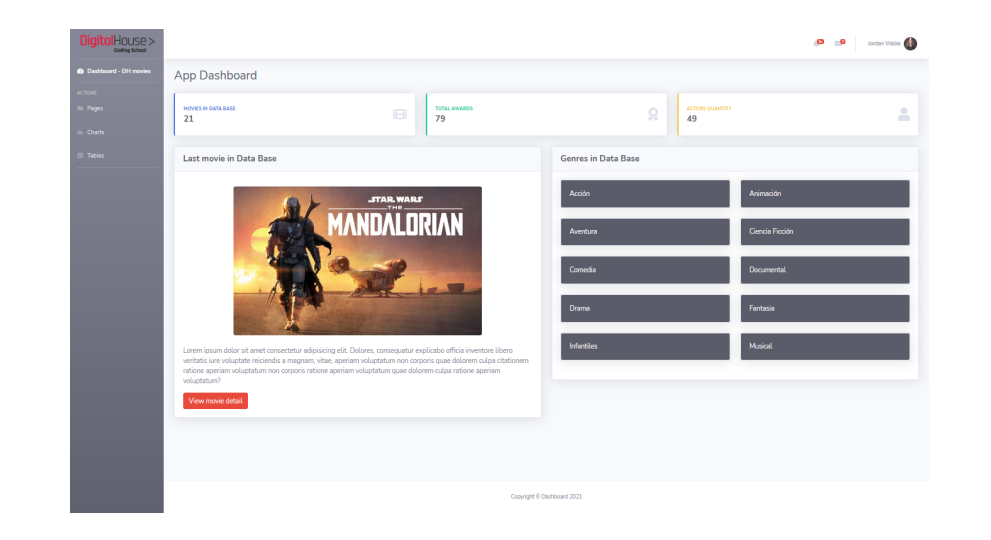 DigitalHouse>
Coding School
Dashboard - DH movies
ACTIONS
Pages
Charts
Tables
Jordan Walke
App Dashboard
MOVIES IN DATA BASE
21
TOTAL AWARDS
79
ACTORS QUANTITY
49
Last movie in Data Base
STAR WARS
THE
MANDALORIAN
Lorem ipsum dolor sit amet consectetur adipisicing elit. Dolores, consequatur explicabo officia inventore libero
veritatis iure voluptate reiciendis a magnam, vitae, aperiam voluptatum non corporis quae dolorem culpa citationem
ratione aperiam voluptatum non corporis ratione aperiam voluptatum quae dolorem culpa ratione aperiam
voluptatum?
View movie detail
Genres in Data Base
Acción
Animación
Aventura
Ciencia Ficción
Comedia
Documental
Drama
Fantasia
Infantiles
Musical
Copyright © Dashboard 2021